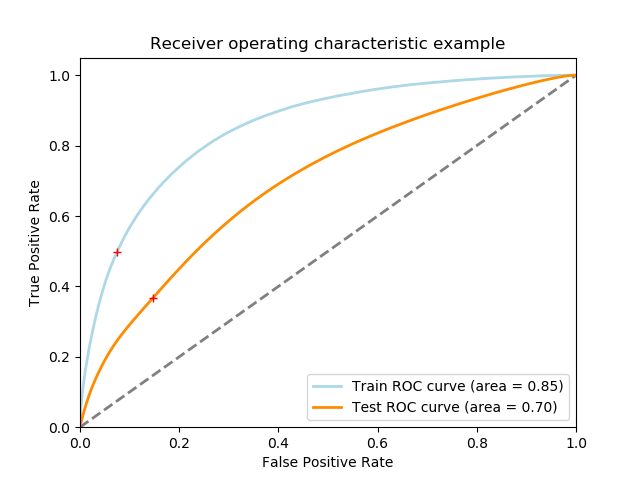 Receiver operating characteristic example
1.0
0.8
0.6
0.4
0.2
0.0
True Positive Rate
Train ROC curve (area = 0.85)
Test ROC curve (area = 0.70)
0.0 0.2 0.4 0.6 0.8 1.0
False Positive Rate